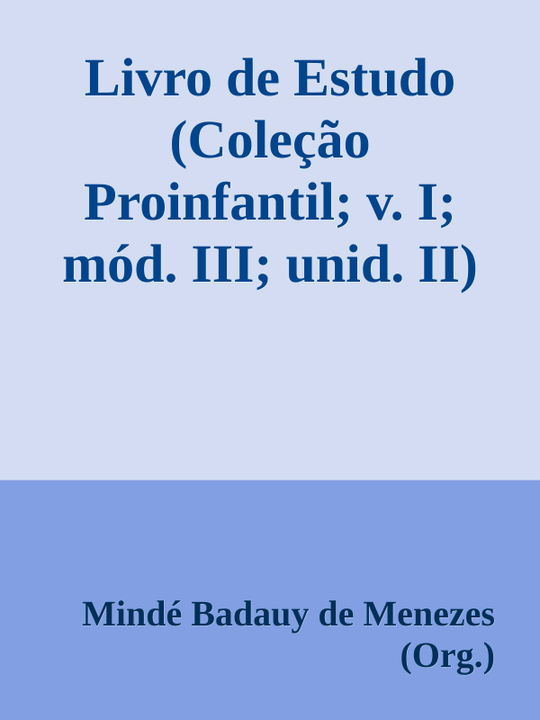 Livro de Estudo
(Coleção
Proinfantil; v. I;
mód. III; unid. II)
Mindé Badauy de Menezes
(Org.)